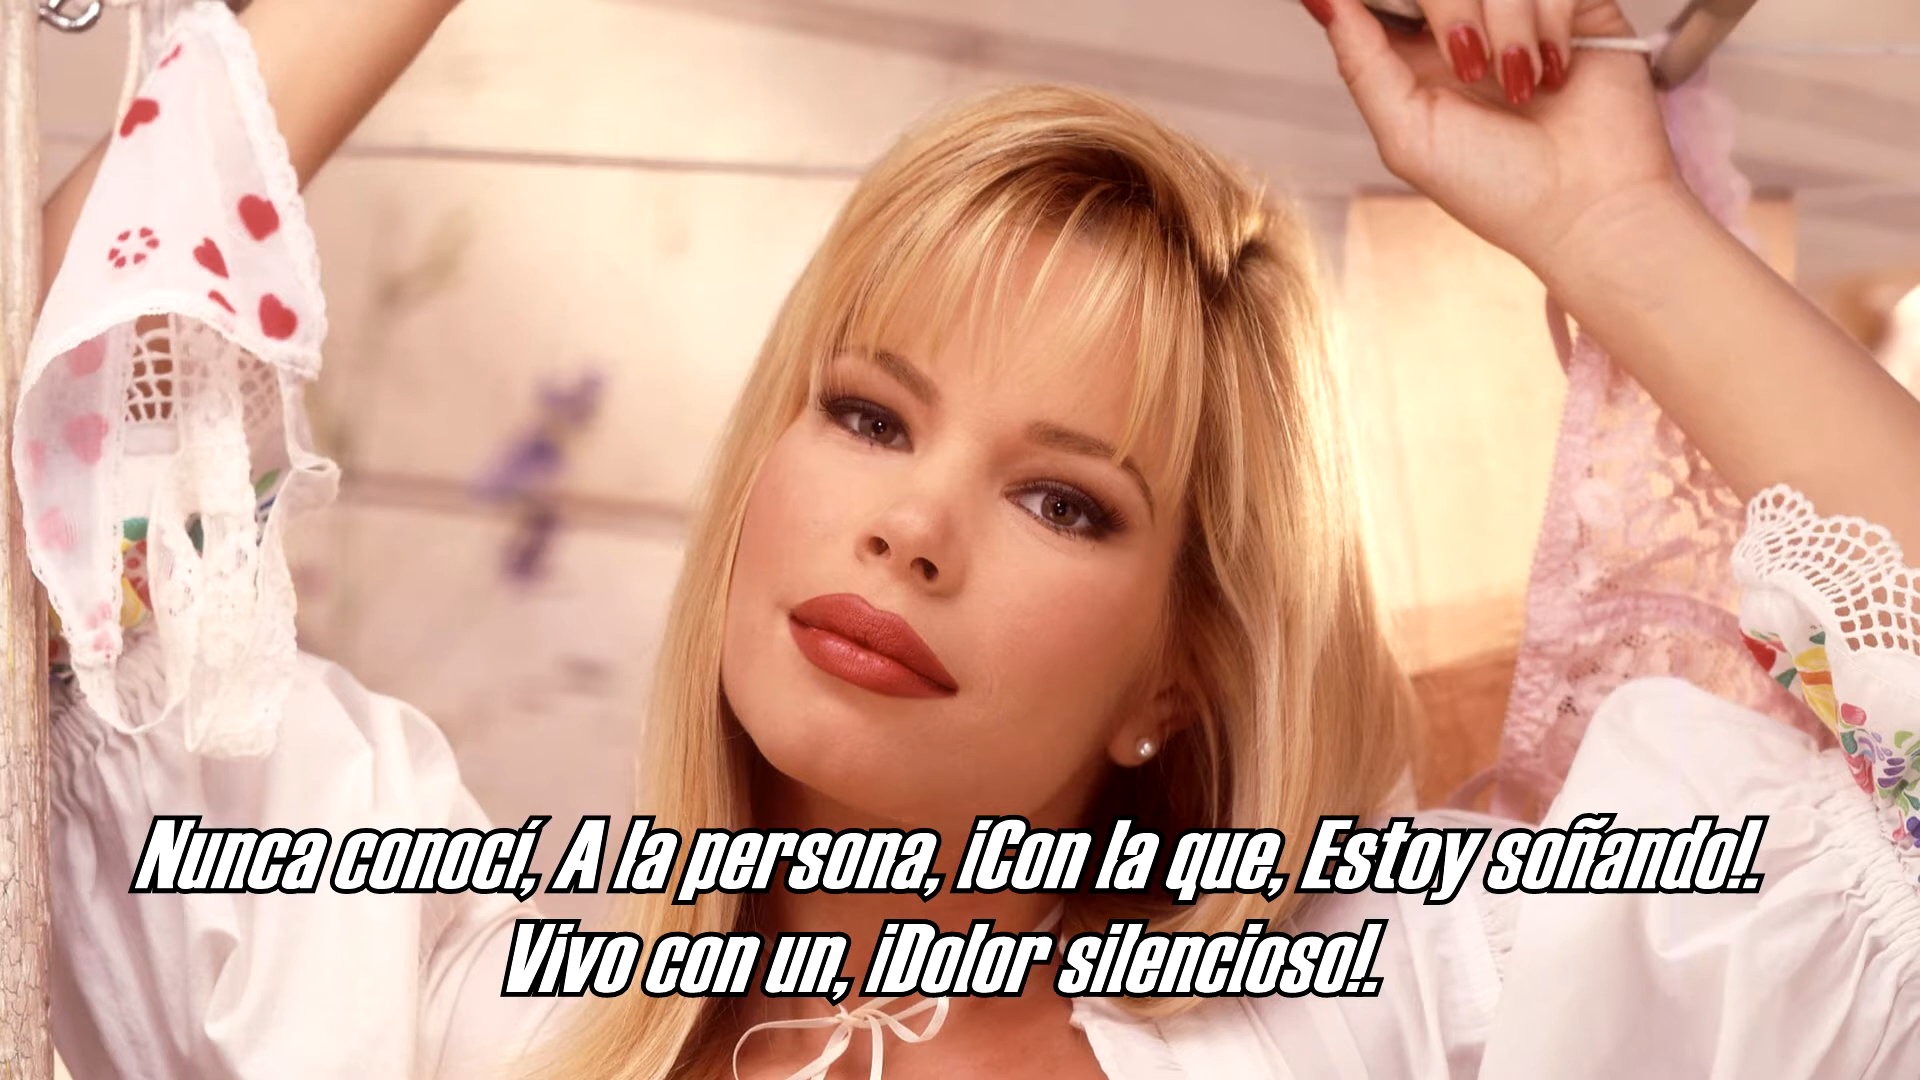 Nunca conocí, A la persona, ¡Con la que, Estoy soñando!.
Vivo con un, ¡Dolor silencioso!.